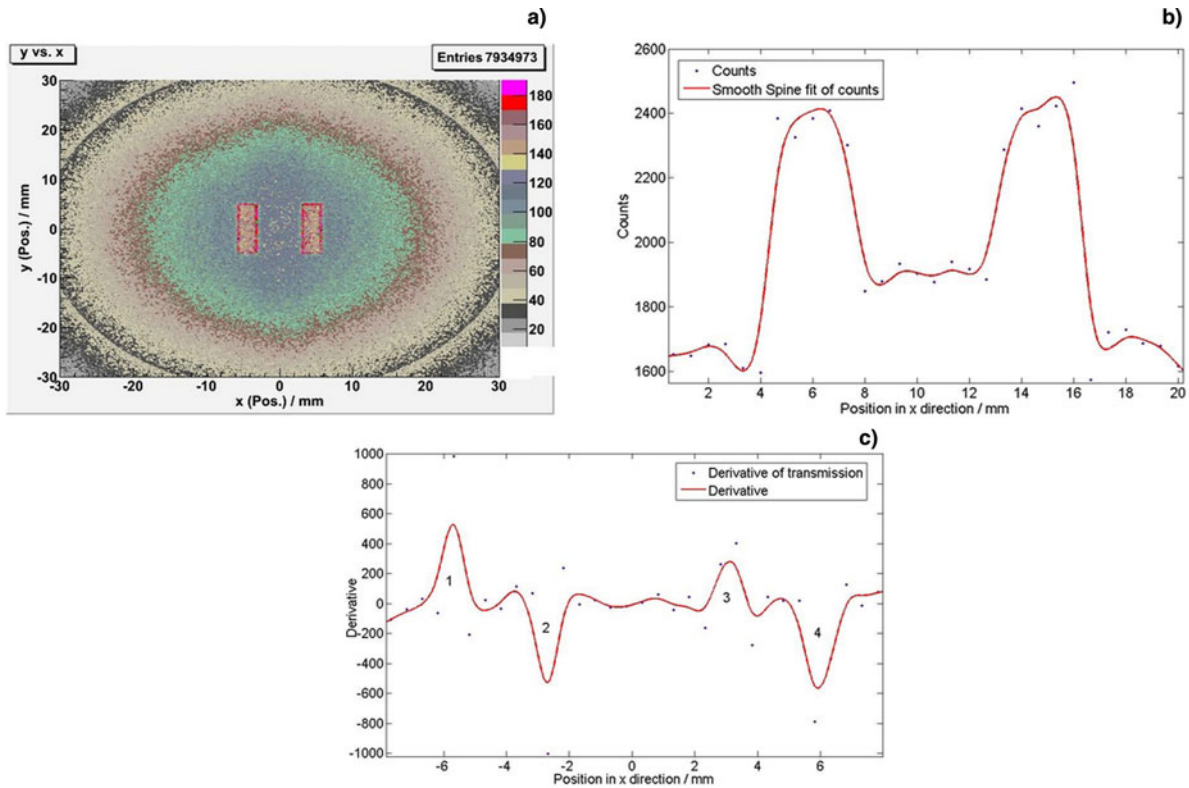 a)
y vs. x
Entries 7934973
30
20
10
0
-10
-20
-30
y (Pos.) / mm
-30 -20 -10 0 10 20 30
x (Pos.) / mm
180
160
140
120
100
80
60
40
20
b)
2600
2400
2200
2000
1800
1600
Counts
Counts
Smooth Spine fit of counts
2 4 6 8 10 12 14 16 18 20
Position in x direction / mm
c)
1000
800
600
400
200
0
-200
-400
-600
-800
-1000
Derivative
Derivative of transmission
Derivative
1
2
3
4
-6 -4 -2 0 2 4 6
Position in x direction / mm